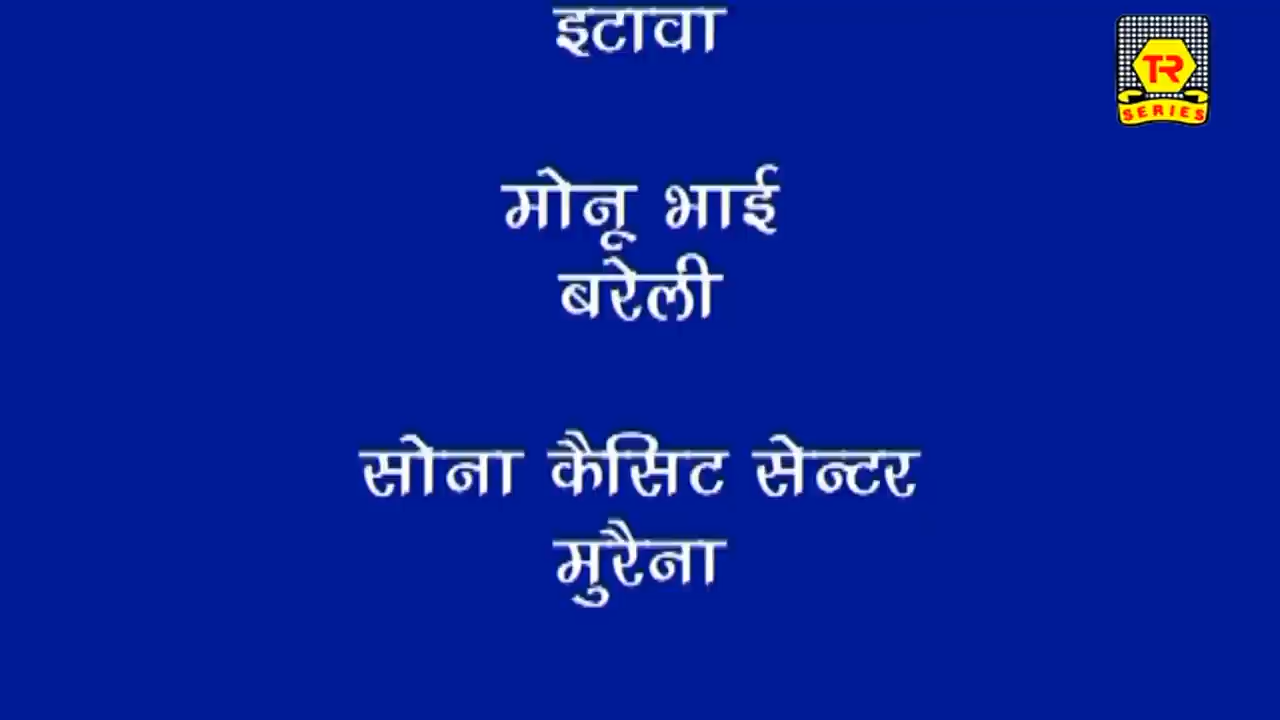 इटावा
TR
SERIES
मोनू भाई
बरेली
सोना कैसिट सेन्टर
मुरैना